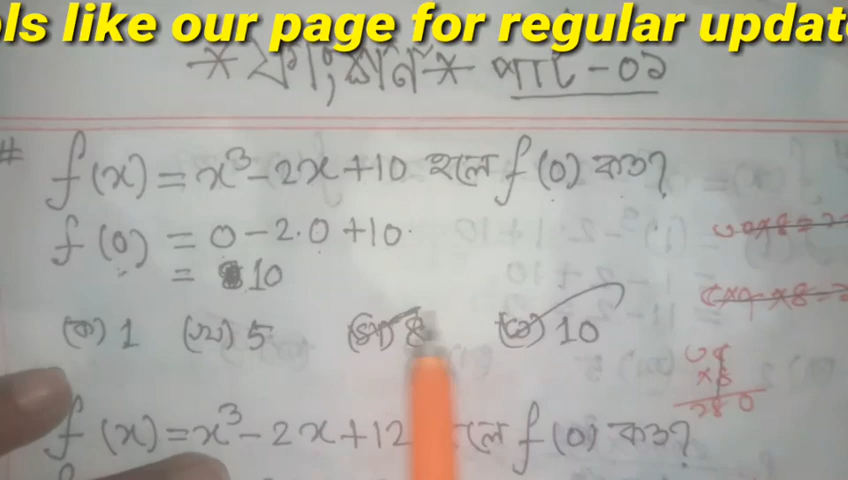 ls like our page for regular update
* ফাংশন * পার্ট-০১
# f(x) = x³-2x+10 হলে f(0) কত?
f(0) = 0-2.0+10
= 10
(ক) 1 (খ) 5 (গ) 8 (ঘ) 10
f(x) = x³-2x+12 হলে f(0) কত?